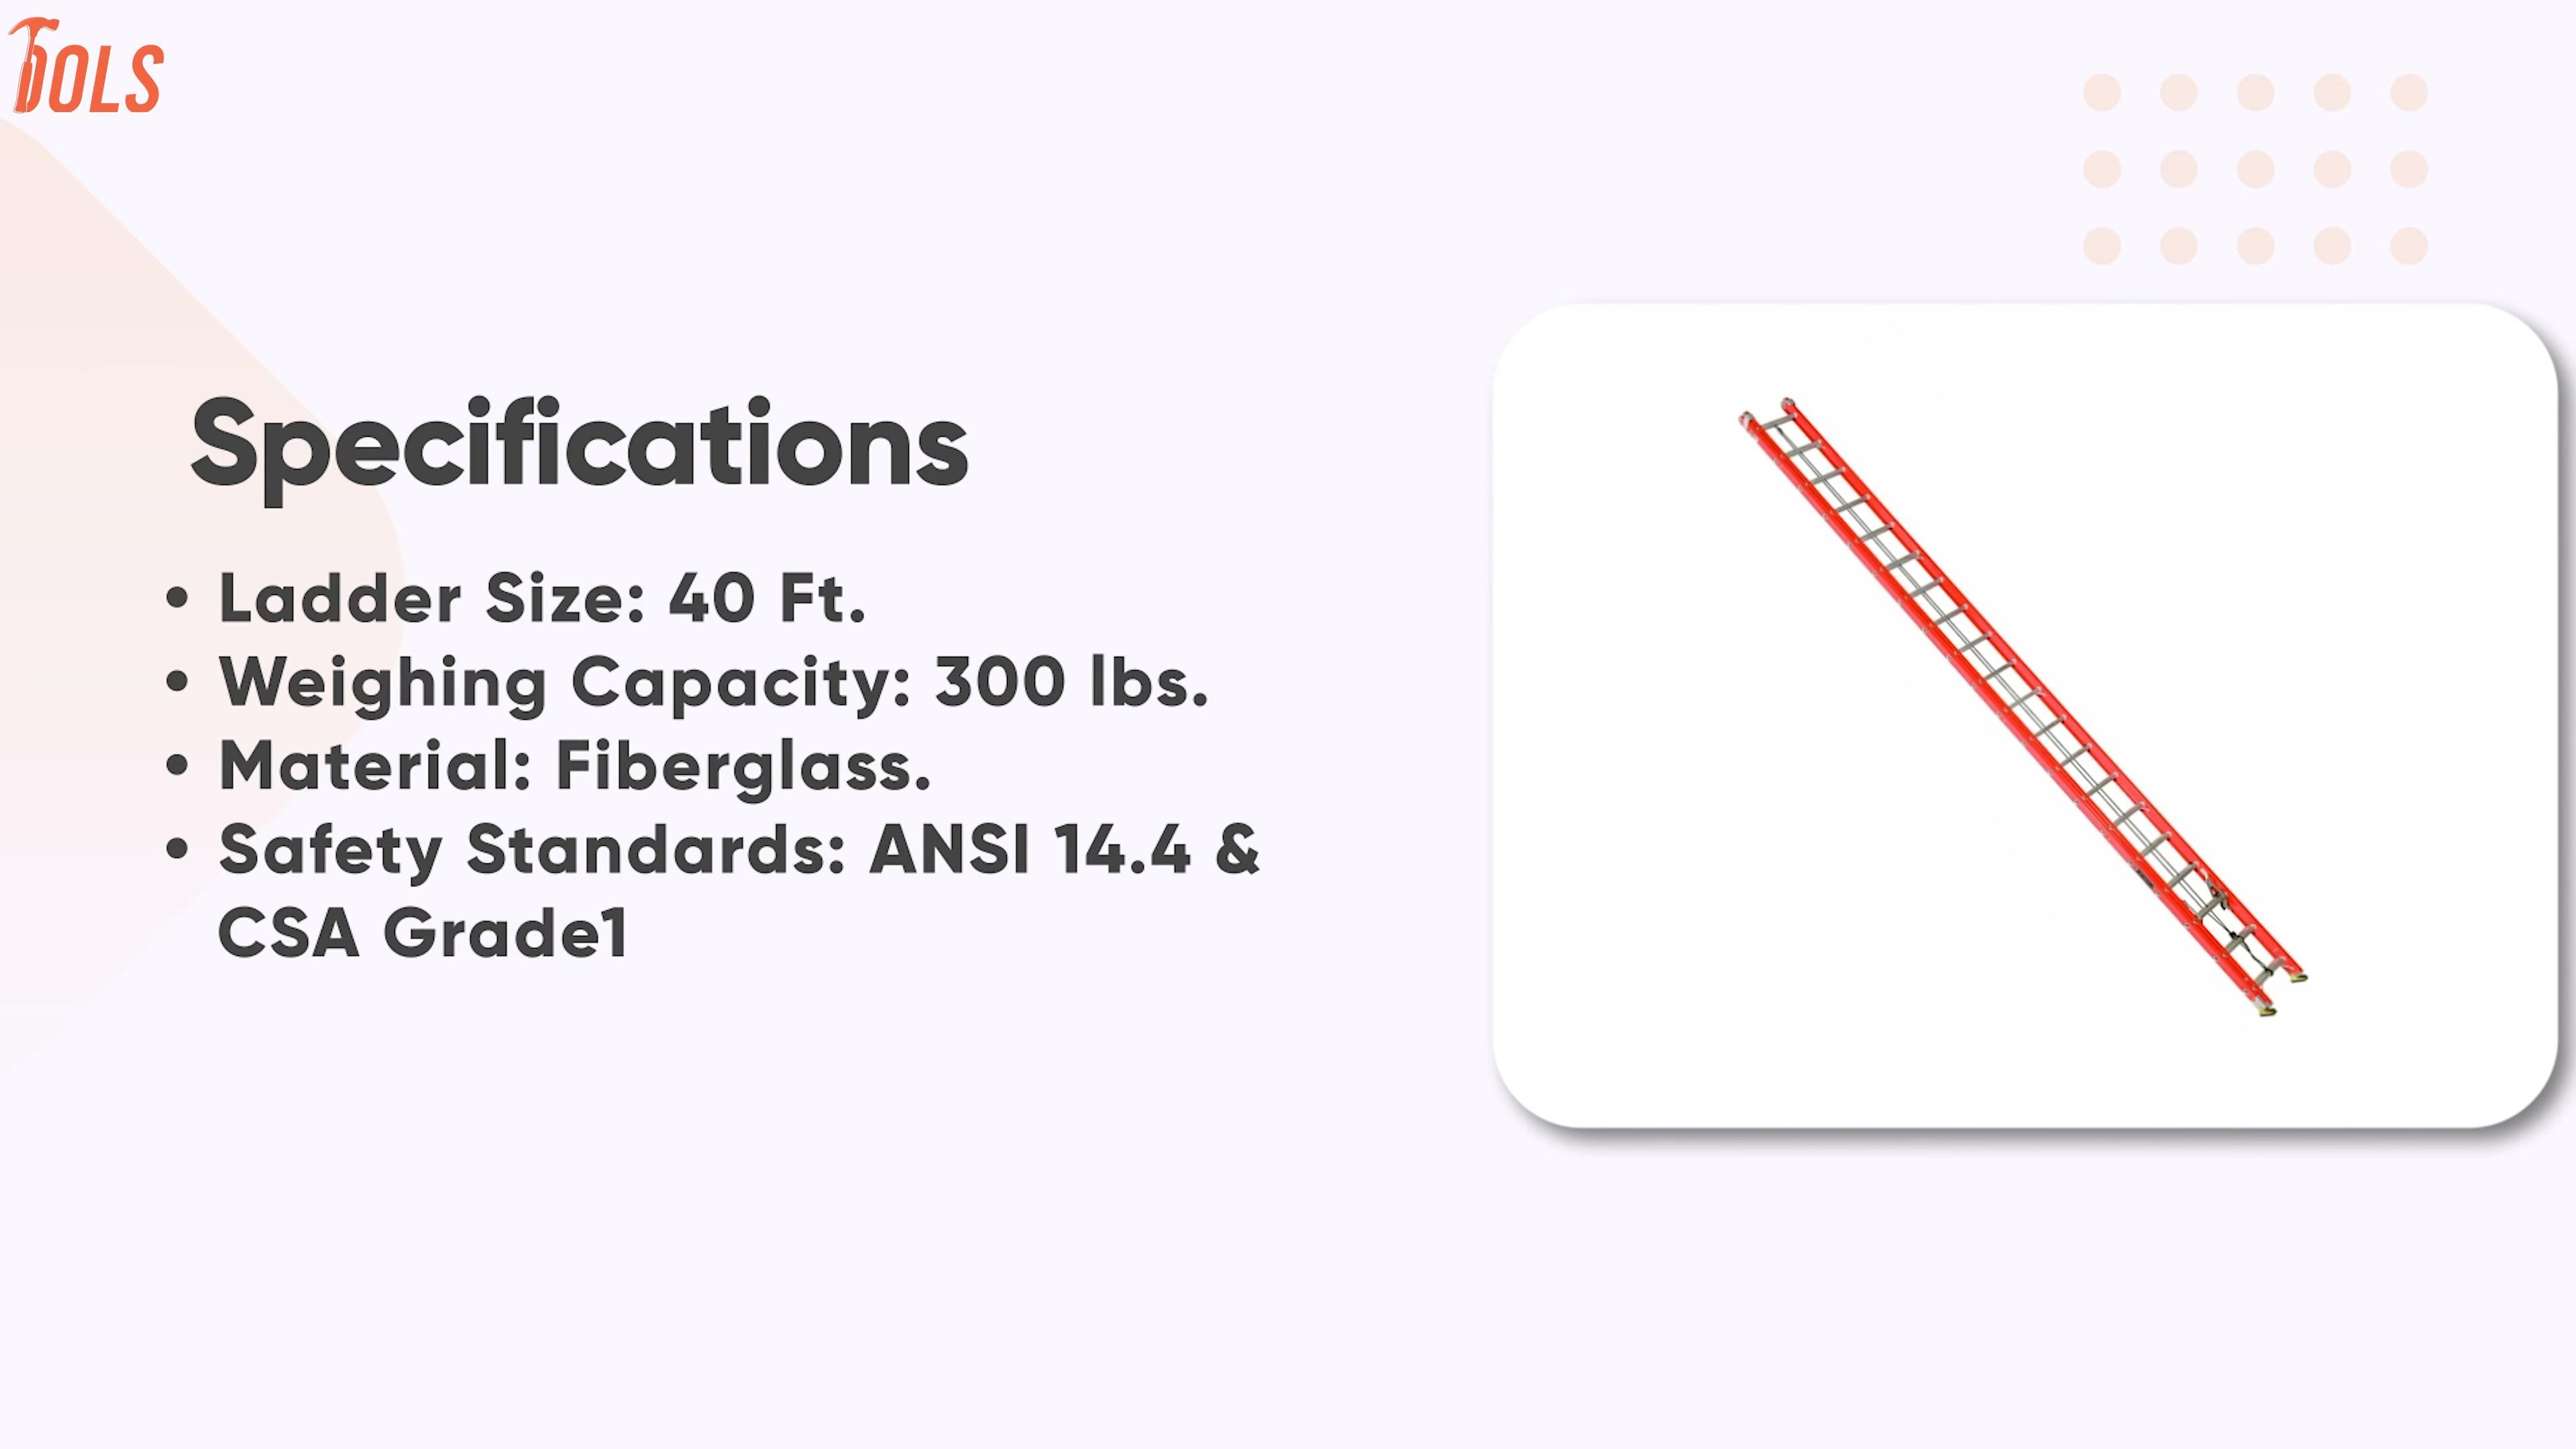 TOOLS
Specifications
• Ladder Size: 40 Ft.
• Weighing Capacity: 300 lbs.
• Material: Fiberglass.
• Safety Standards: ANSI 14.4 &
CSA Grade1